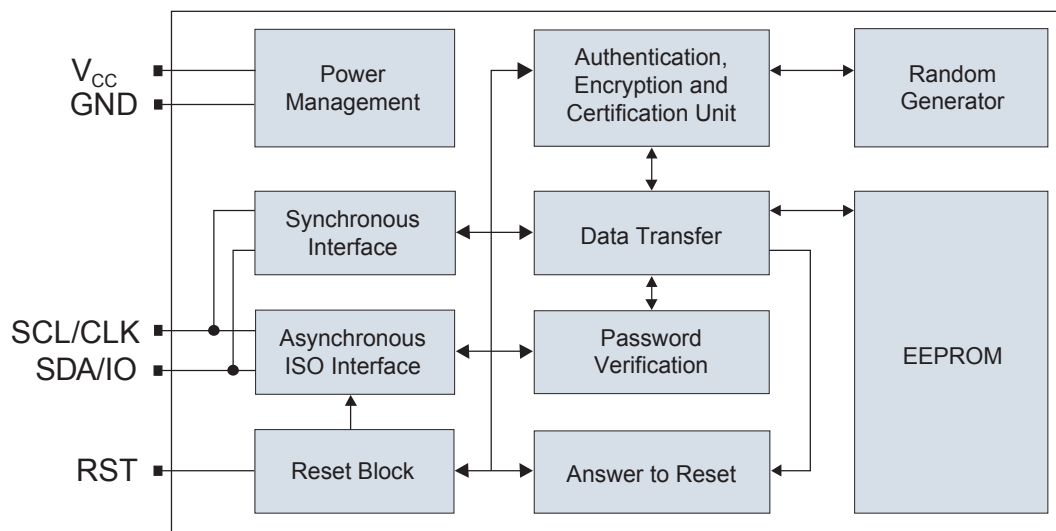 V_CC
GND
SCL/CLK
SDA/IO
RST
Power
Management
Authentication,
Encryption and
Certification Unit
Random
Generator
Synchronous
Interface
Data Transfer
Asynchronous
ISO Interface
Password
Verification
EEPROM
Reset Block
Answer to Reset